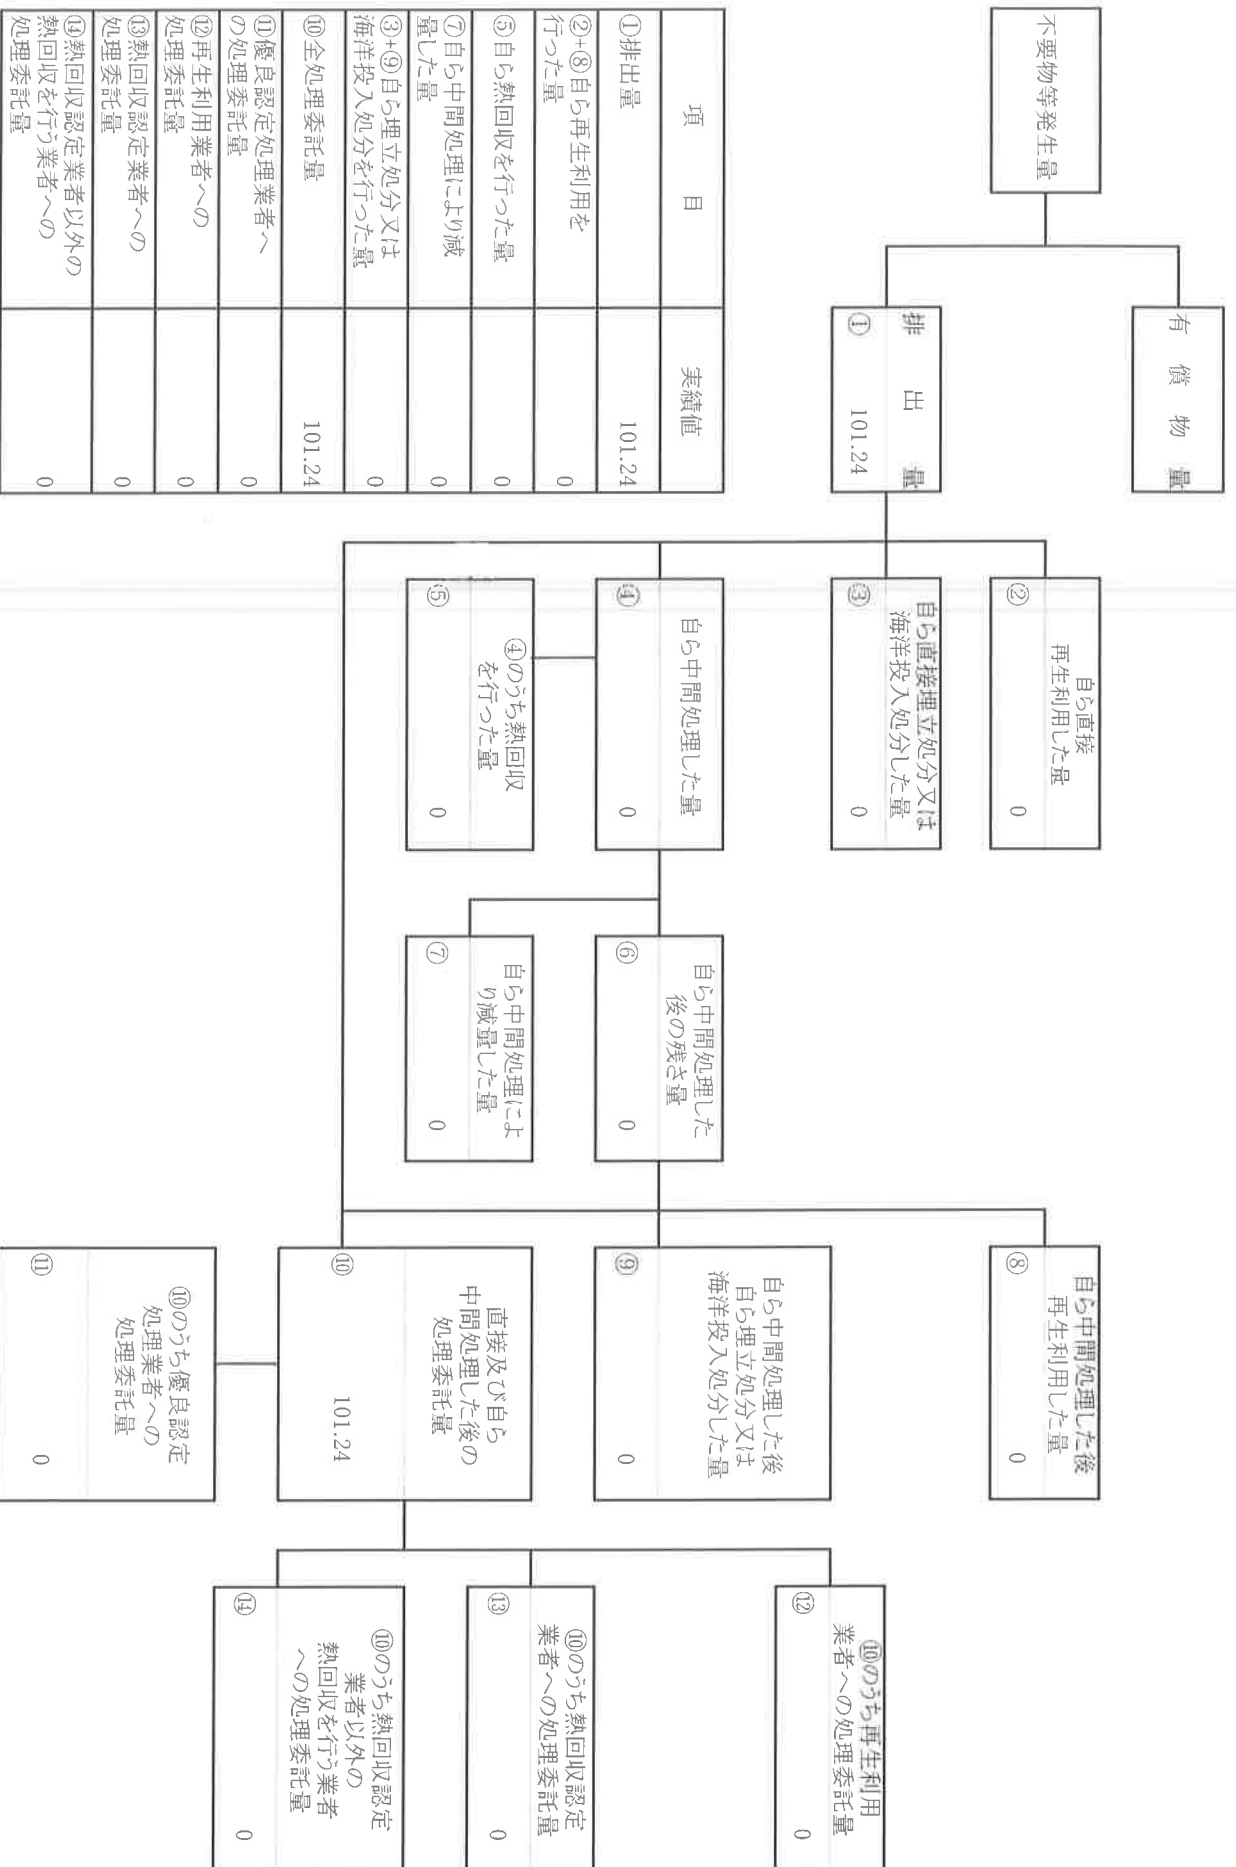 不要物等発生量
有償物量
排出量
① 101.24
自ら直接
再生利用した量
② 0
自ら直接埋立処分又は
海洋投入処分した量
③ 0
自ら中間処理した量
④ 0
④のうち熱回収
を行った量
⑤ 0
自ら中間処理した
後の残さ量
⑥ 0
自ら中間処理によ
り減量した量
⑦ 0
自ら中間処理した後
再生利用した量
⑧ 0
自ら中間処理した後
自ら埋立処分又は
海洋投入処分した量
⑨ 0
直接及び自ら
中間処理した後の
処理委託量
⑩ 101.24
⑩のうち優良認定
処理業者への
処理委託量
⑪ 0
⑩のうち再生利用
業者への処理委託量
⑫ 0
⑩のうち熱回収認定
業者への処理委託量
⑬ 0
⑩のうち熱回収認定
業者以外の
熱回収を行う業者
への処理委託量
⑭ 0
項目 実績値
①排出量 101.24
②+⑧自ら再生利用を
行った量 0
⑤自ら熱回収を行った量 0
⑦自ら中間処理により減
量した量 0
③+⑨自ら埋立処分又は
海洋投入処分を行った量 0
⑩全処理委託量 101.24
⑪優良認定処理業者へ
の処理委託量 0
⑫再生利用業者への
処理委託量 0
⑬熱回収認定業者への
処理委託量 0
⑭熱回収認定業者以外の
熱回収を行う業者への
処理委託量 0